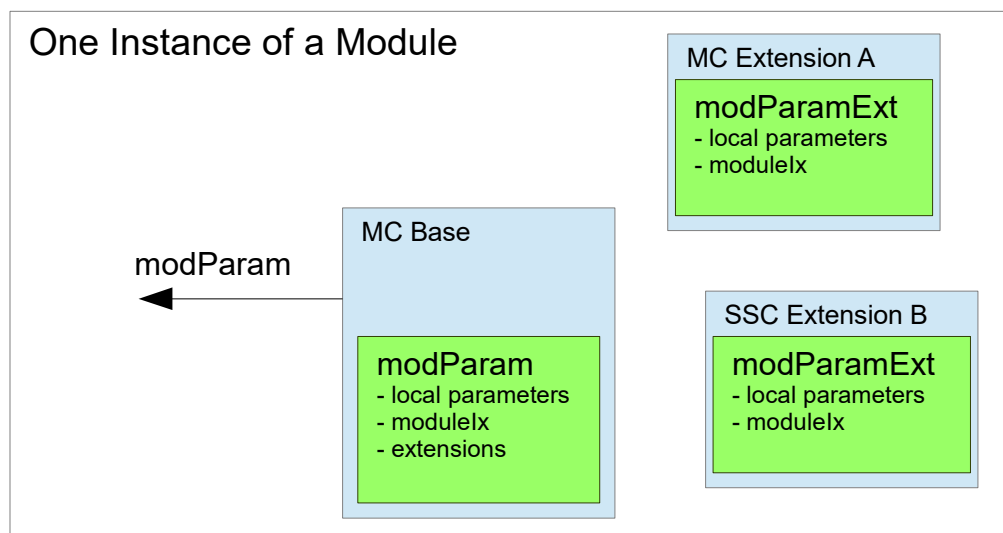 One Instance of a Module
MC Extension A
modParamExt
- local parameters
- moduleIx
MC Base
modParam
modParam
- local parameters
- moduleIx
- extensions
SSC Extension B
modParamExt
- local parameters
- moduleIx